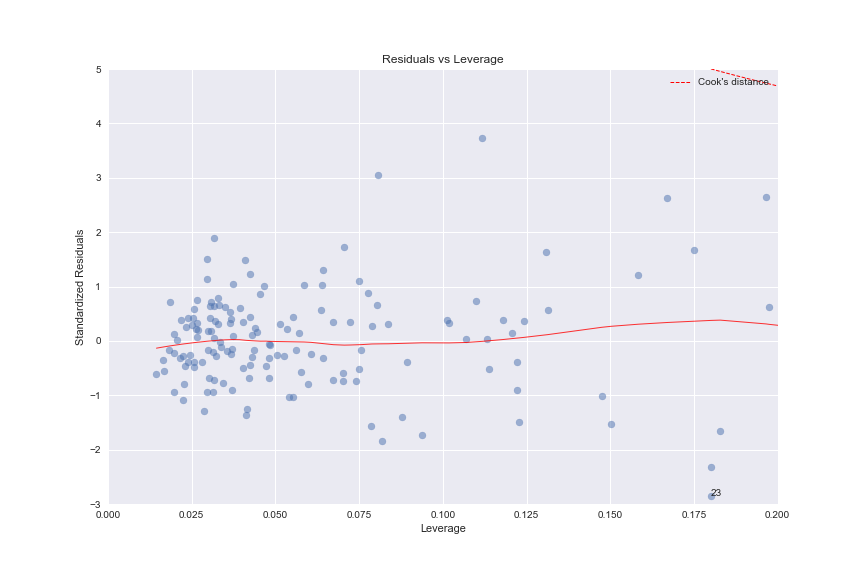 Residuals vs Leverage
5
4
3
2
1
0
−1
−2
−3
Standardized Residuals
Cook's distance
23
0.000 0.025 0.050 0.075 0.100 0.125 0.150 0.175 0.200
Leverage